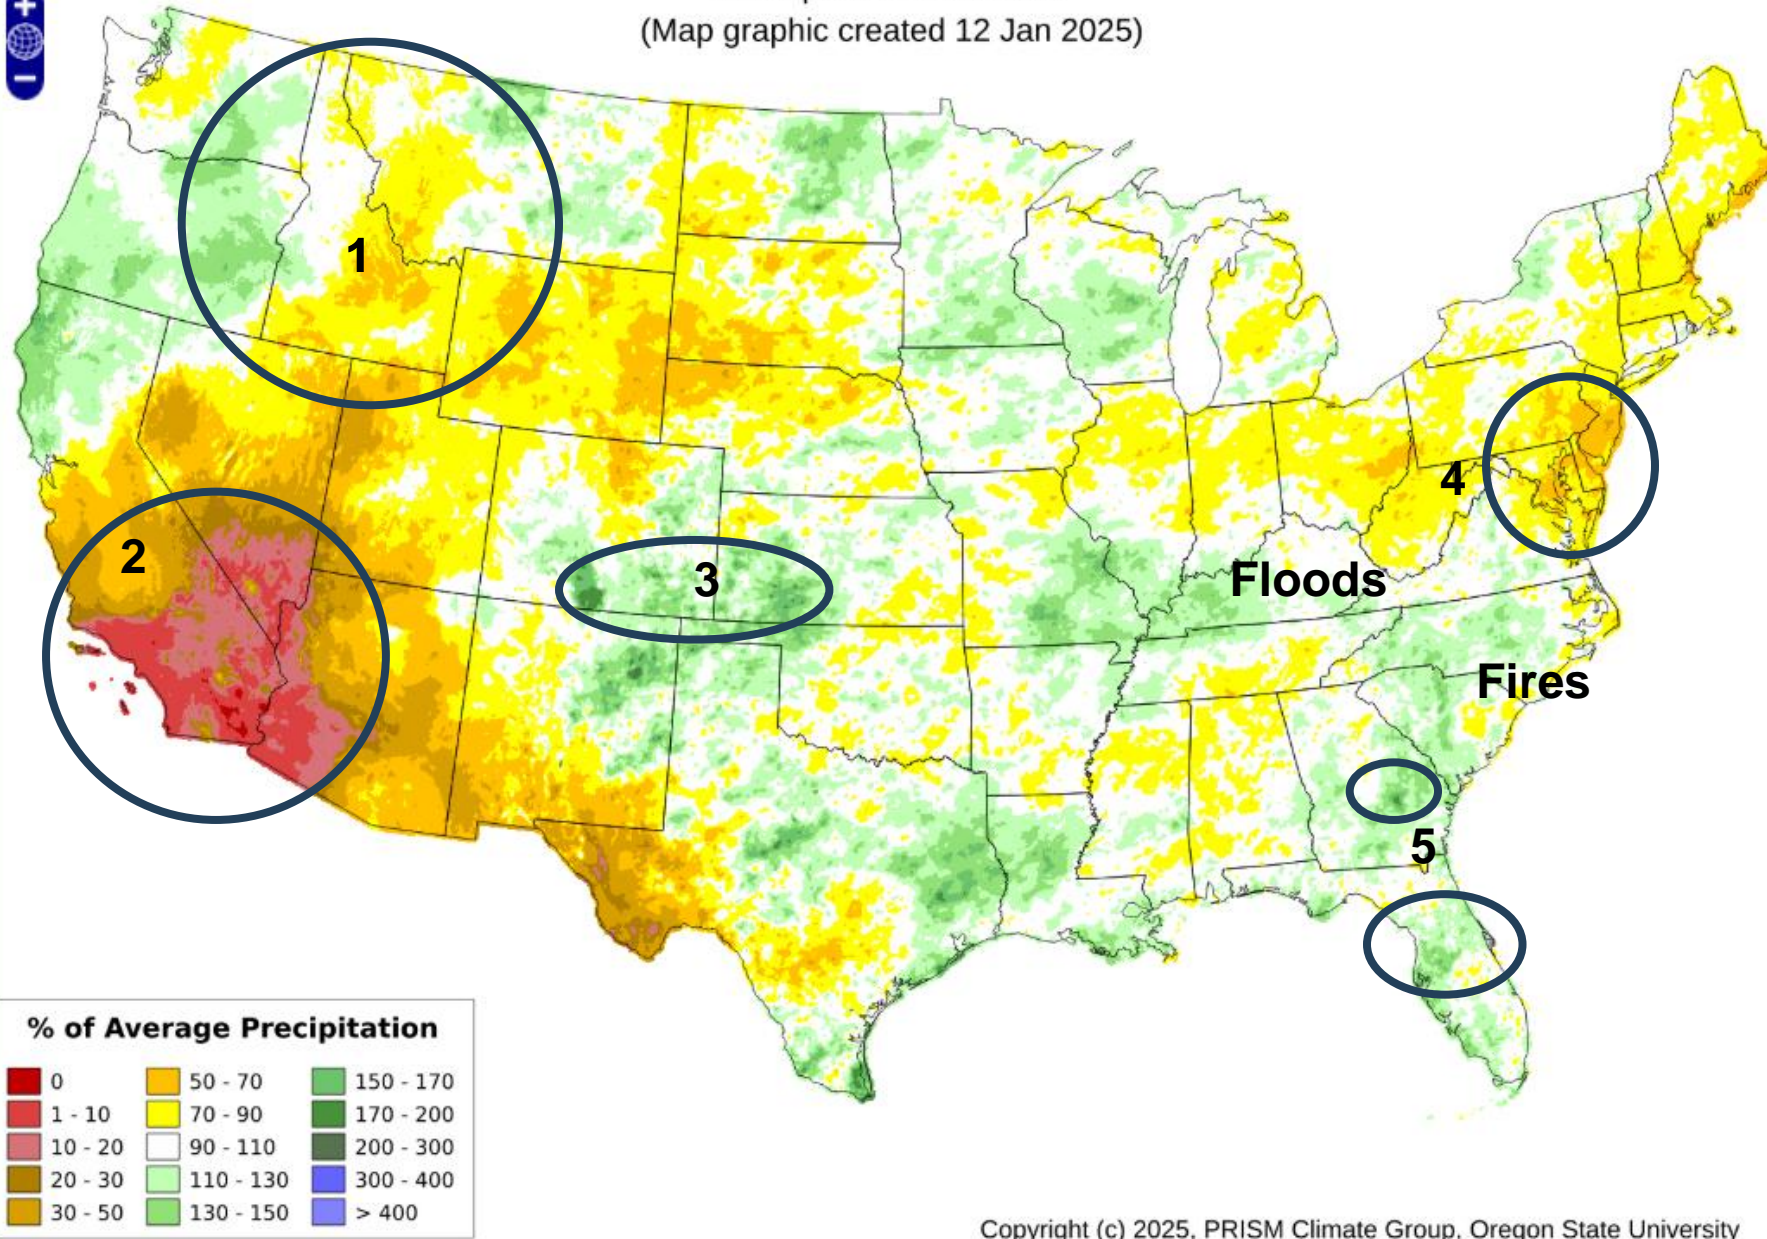 (Map graphic created 12 Jan 2025)
1
2
3
4
Floods
Fires
5
% of Average Precipitation
0
1 - 10
10 - 20
20 - 30
30 - 50
50 - 70
70 - 90
90 - 110
110 - 130
130 - 150
150 - 170
170 - 200
200 - 300
300 - 400
> 400
Copyright (c) 2025, PRISM Climate Group, Oregon State University